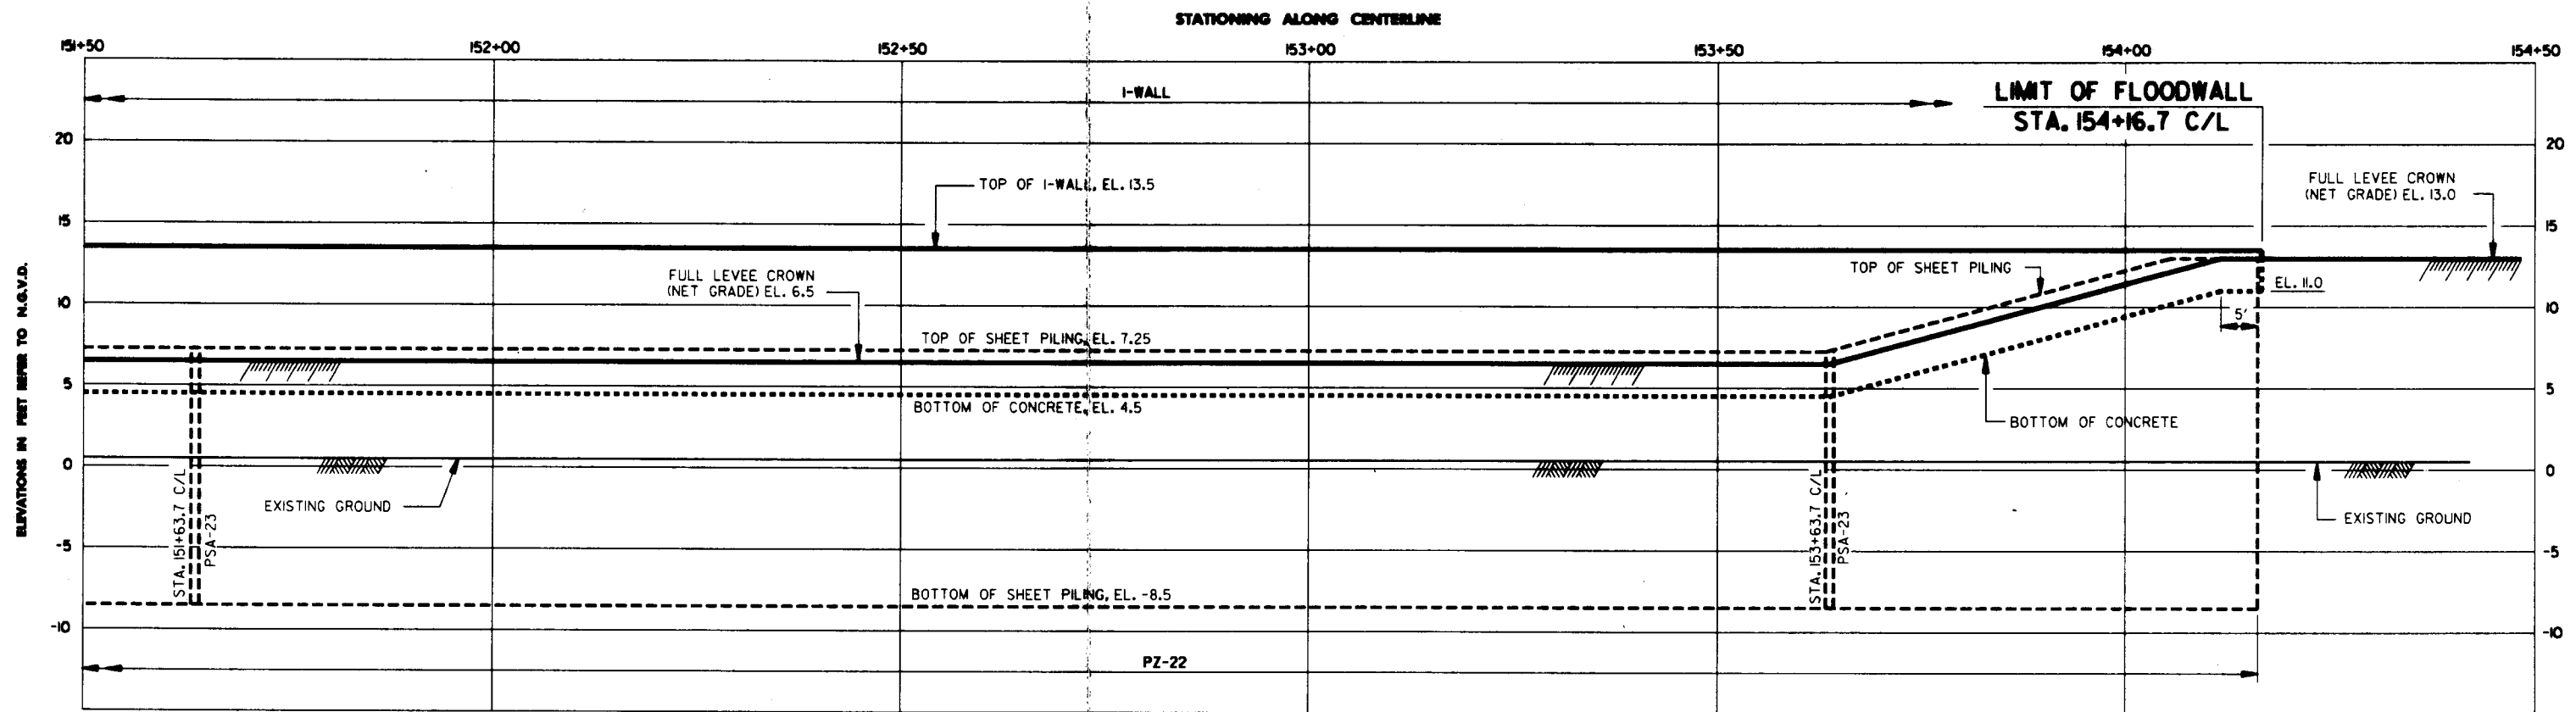 STATIONING ALONG CENTERLINE
151+50 152+00 152+50 153+00 153+50 154+00 154+50
I-WALL
LIMIT OF FLOODWALL
STA. 154+16.7 C/L
20 20
TOP OF I-WALL, EL. 13.5
FULL LEVEE CROWN
(NET GRADE) EL. 13.0
15 15
FULL LEVEE CROWN
(NET GRADE) EL. 6.5
TOP OF SHEET PILING
EL. 11.0
10 10
5'
TOP OF SHEET PILING, EL. 7.25
5 5
BOTTOM OF CONCRETE, EL. 4.5
BOTTOM OF CONCRETE
0 0
EXISTING GROUND
EXISTING GROUND
STA. 151+63.7 C/L
PSA-23
STA. 153+63.7 C/L
PSA-23
-5 -5
BOTTOM OF SHEET PILING, EL. -8.5
-10 -10
PZ-22
ELEVATIONS IN FEET REFER TO N.G.V.D.